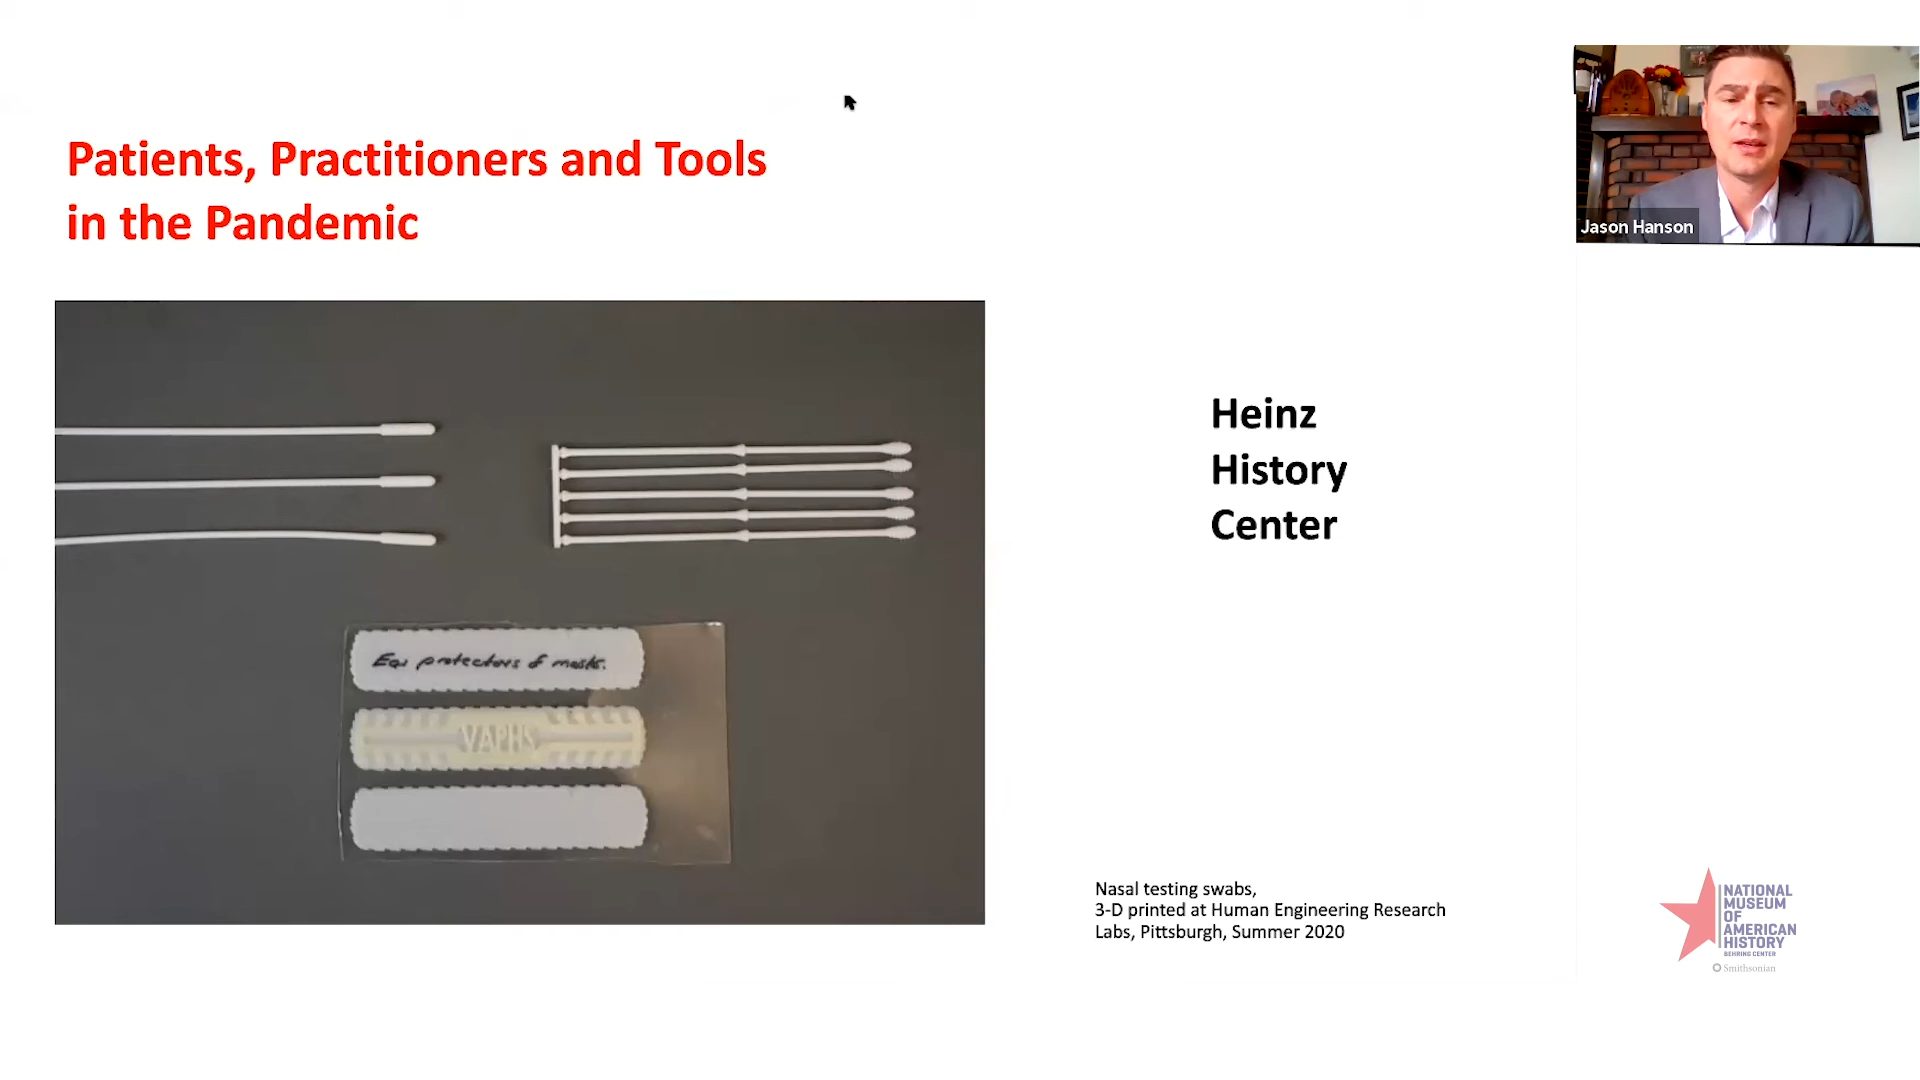 Patients, Practitioners and Tools
in the Pandemic
Jason Hanson
Ear protectors of masks.
VAPHS
Heinz
History
Center
Nasal testing swabs,
3-D printed at Human Engineering Research
Labs, Pittsburgh, Summer 2020
NATIONAL
MUSEUM
OF
AMERICAN
HISTORY
BEHRING CENTER
Smithsonian